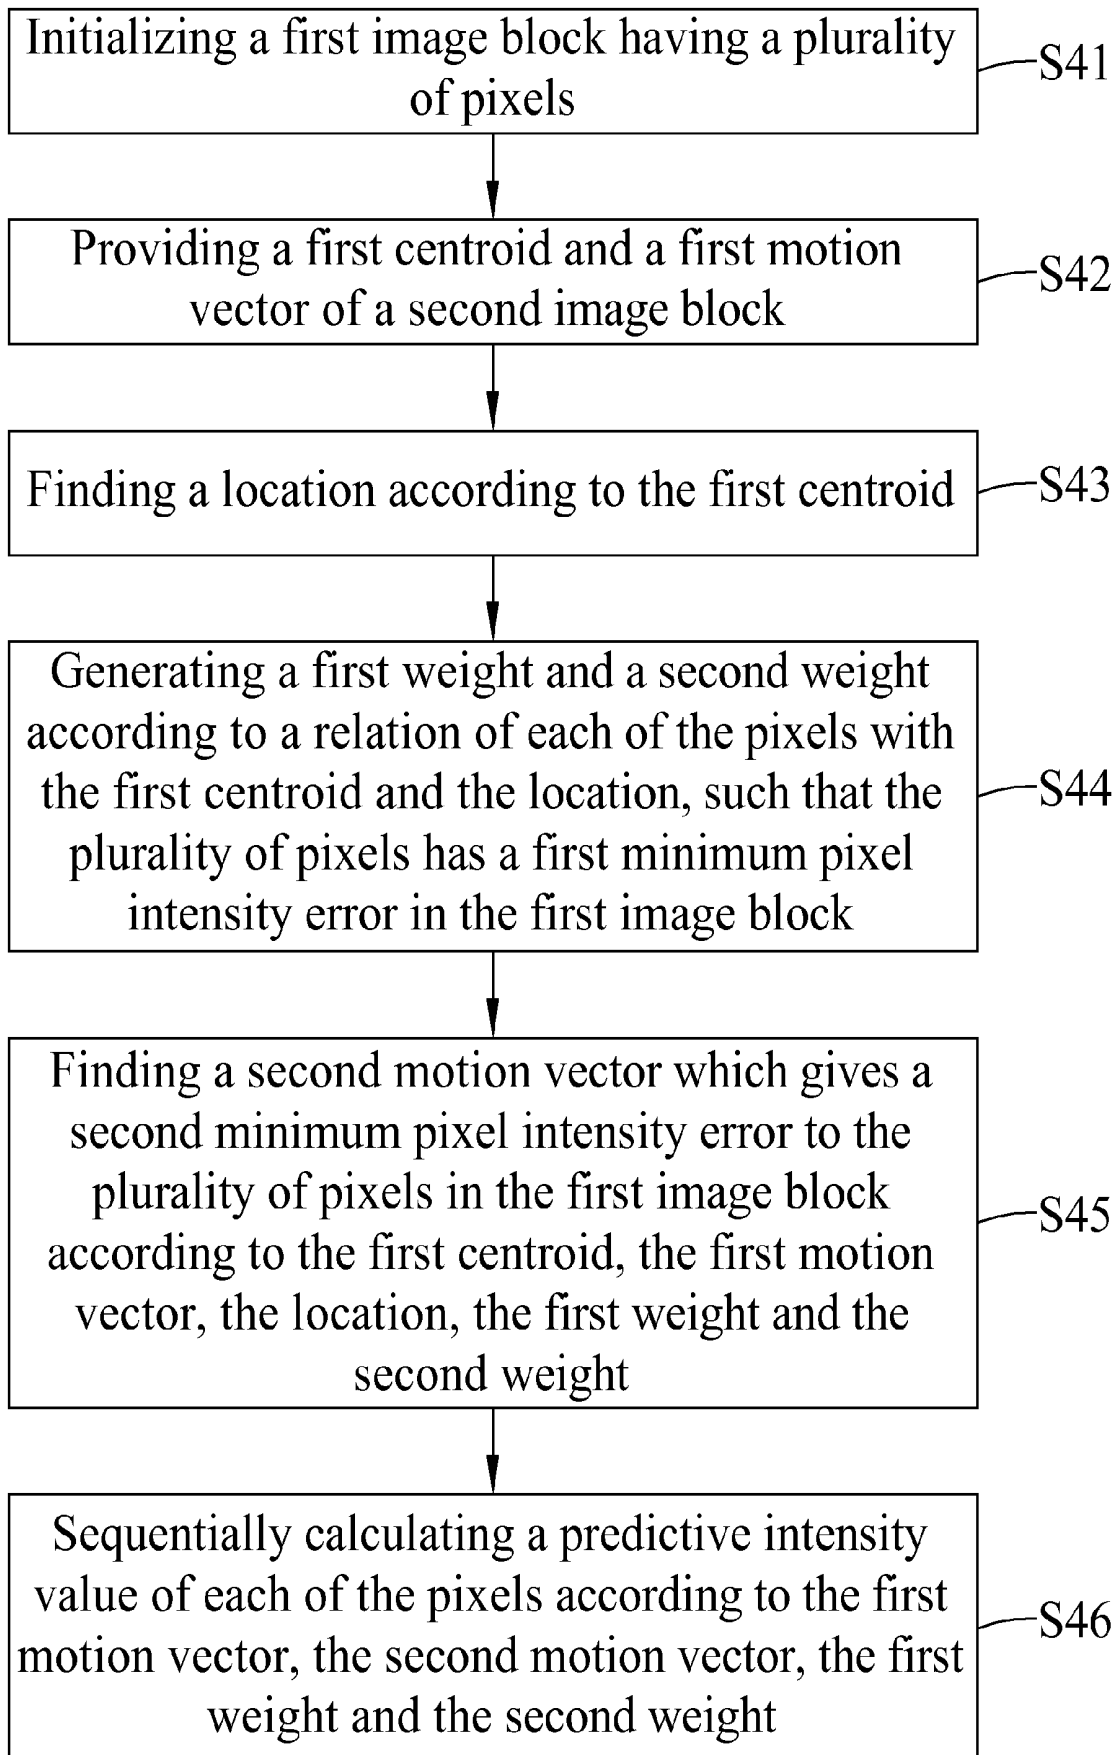 Initializing a first image block having a plurality
of pixels
S41
Providing a first centroid and a first motion
vector of a second image block
S42
Finding a location according to the first centroid
S43
Generating a first weight and a second weight
according to a relation of each of the pixels with
the first centroid and the location, such that the
plurality of pixels has a first minimum pixel
intensity error in the first image block
S44
Finding a second motion vector which gives a
second minimum pixel intensity error to the
plurality of pixels in the first image block
according to the first centroid, the first motion
vector, the location, the first weight and the
second weight
S45
Sequentially calculating a predictive intensity
value of each of the pixels according to the first
motion vector, the second motion vector, the first
weight and the second weight
S46